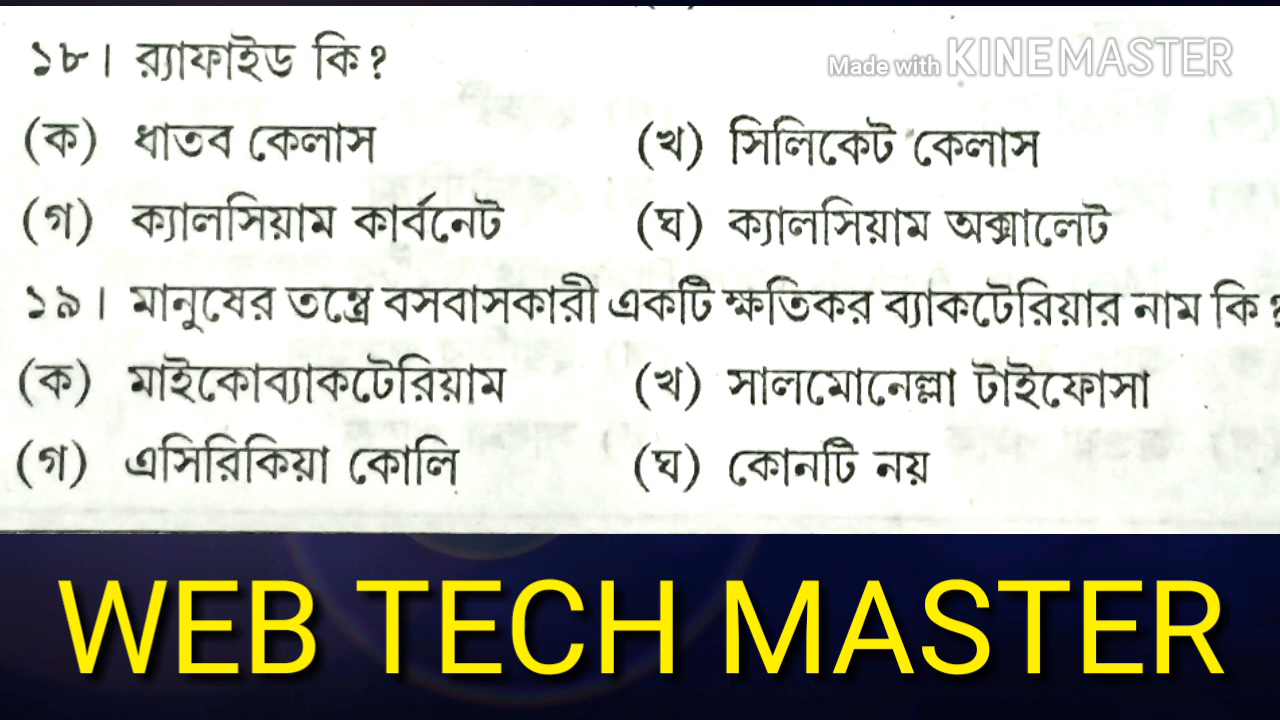 ১৮। র‍্যাফাইড কি?
Made with KINEMASTER
(ক) ধাতব কেলাস (খ) সিলিকেট কেলাস
(গ) ক্যালসিয়াম কার্বনেট (ঘ) ক্যালসিয়াম অক্সালেট
১৯। মানুষের তন্ত্রে বসবাসকারী একটি ক্ষতিকর ব্যাকটেরিয়ার নাম কি?
(ক) মাইকোব্যাকটেরিয়াম (খ) সালমোনেল্লা টাইফোসা
(গ) এসিরিকিয়া কোলি (ঘ) কোনটি নয়
WEB TECH MASTER